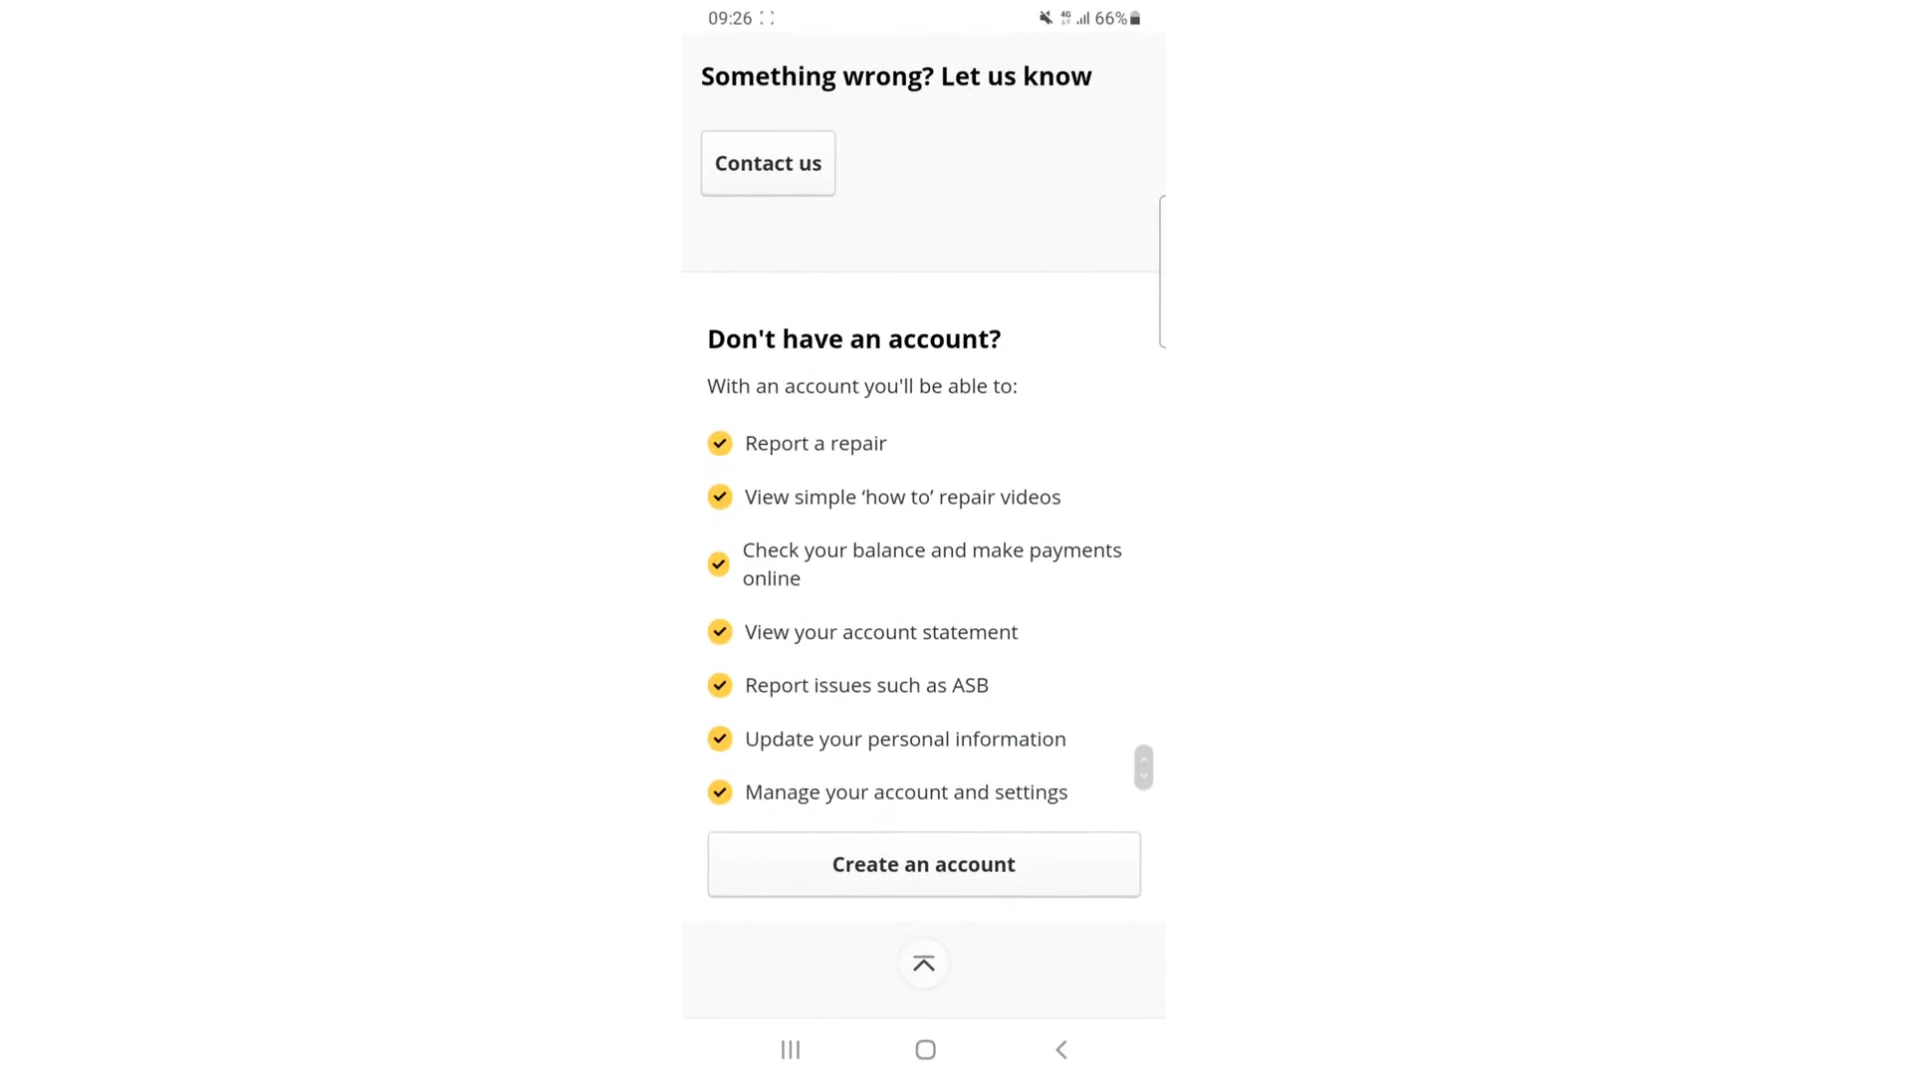 09:26
4G 66%
Something wrong? Let us know
Contact us
Don't have an account?
With an account you'll be able to:
Report a repair
View simple ‘how to’ repair videos
Check your balance and make payments
online
View your account statement
Report issues such as ASB
Update your personal information
Manage your account and settings
Create an account